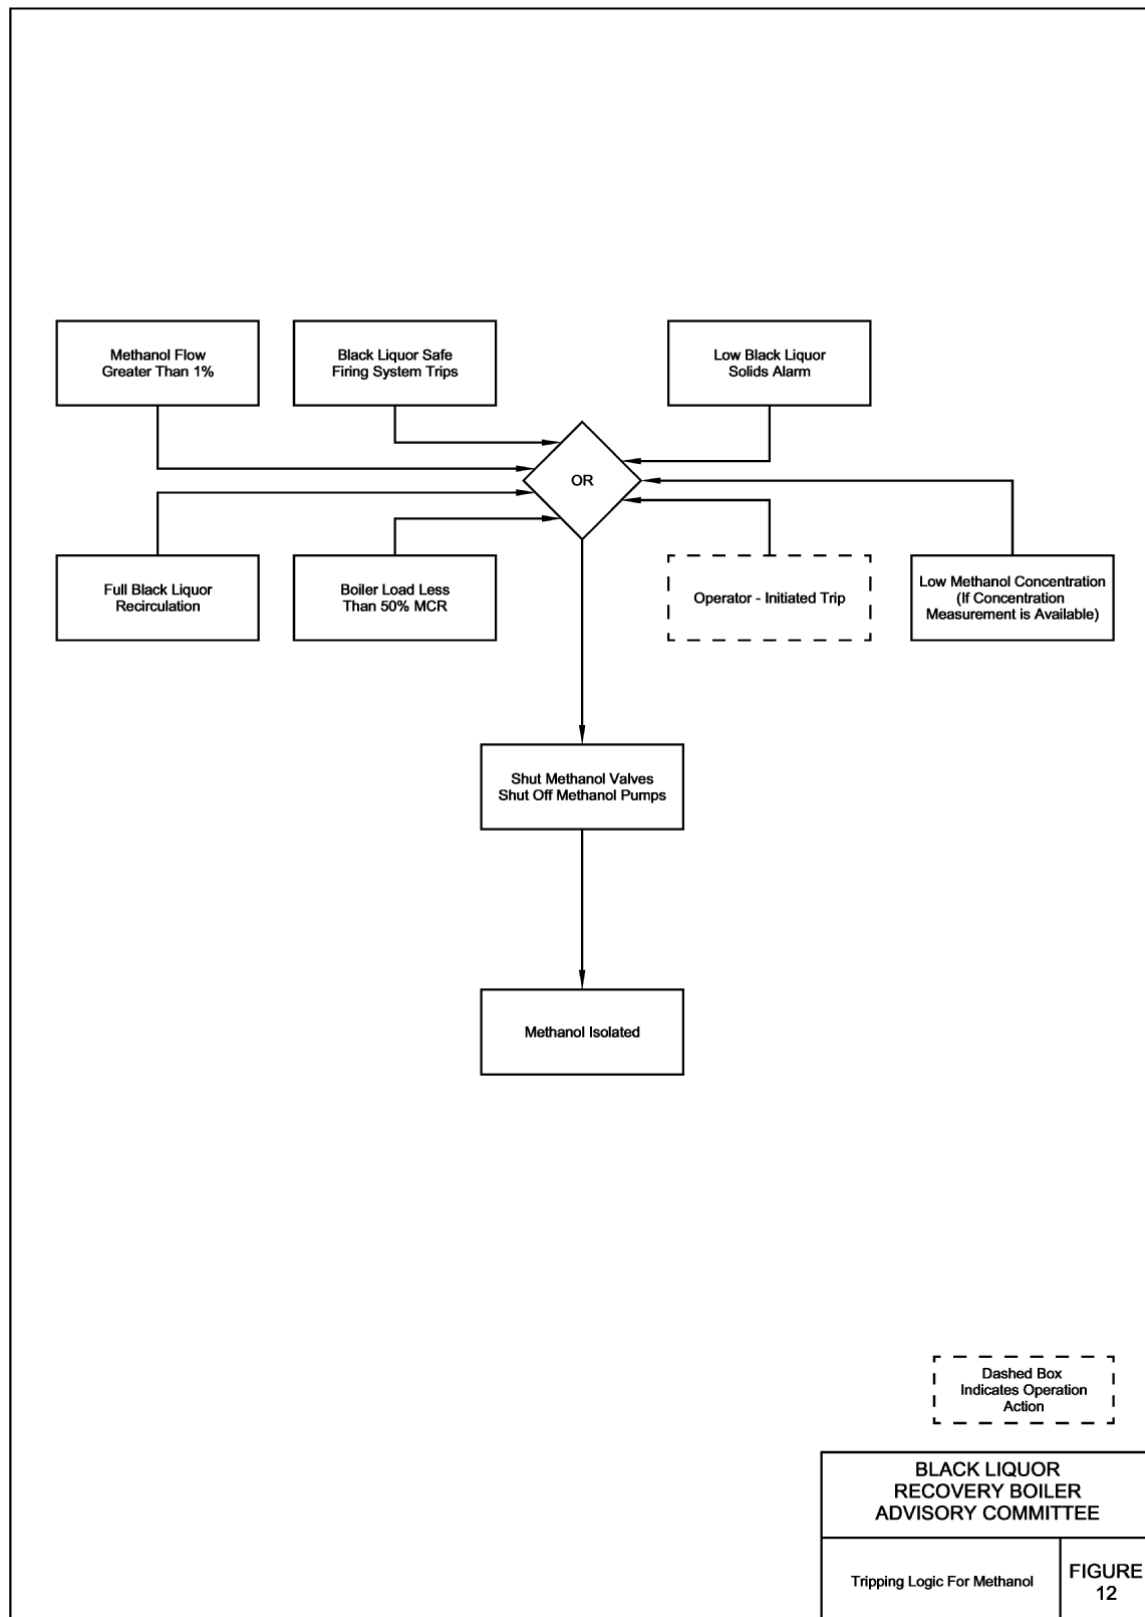 Methanol Flow
Greater Than 1%
Black Liquor Safe
Firing System Trips
Low Black Liquor
Solids Alarm
OR
Full Black Liquor
Recirculation
Boiler Load Less
Than 50% MCR
Operator - Initiated Trip
Low Methanol Concentration
(If Concentration
Measurement is Available)
Shut Methanol Valves
Shut Off Methanol Pumps
Methanol Isolated
Dashed Box
Indicates Operation
Action
BLACK LIQUOR
RECOVERY BOILER
ADVISORY COMMITTEE
Tripping Logic For Methanol
FIGURE
12